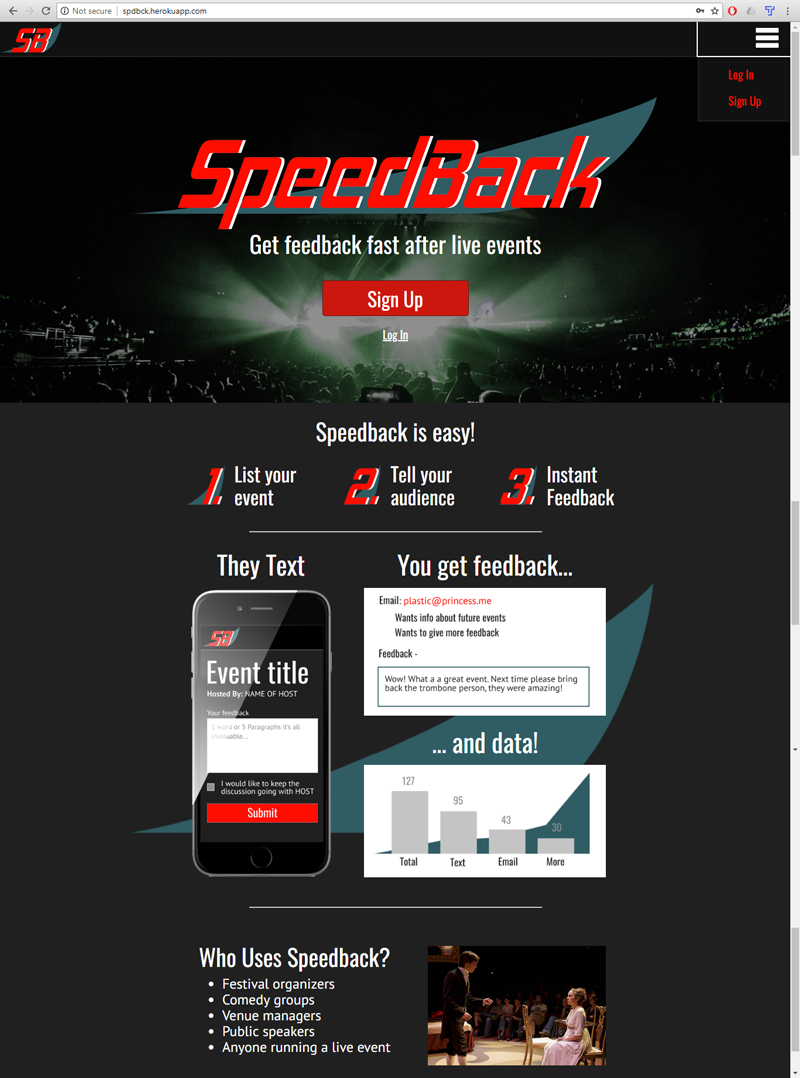 Not secure | spdbck.herokuapp.com
SB
Log In
Sign Up
SpeedBack
Get feedback fast after live events
Sign Up
Log In
Speedback is easy!
1. List your
event
2. Tell your
audience
3. Instant
Feedback
They Text
SB
Event title
Hosted By: NAME OF HOST
Your feedback
1 word or 5 Paragraphs it's all
invaluable...
I would like to keep the
discussion going with HOST
Submit
You get feedback...
Email: plastic@princess.me
Wants info about future events
Wants to give more feedback
Feedback -
Wow! What a a great event. Next time please bring
back the trombone person, they were amazing!
... and data!
127
95
43
30
Total Text Email More
Who Uses Speedback?
• Festival organizers
• Comedy groups
• Venue managers
• Public speakers
• Anyone running a live event